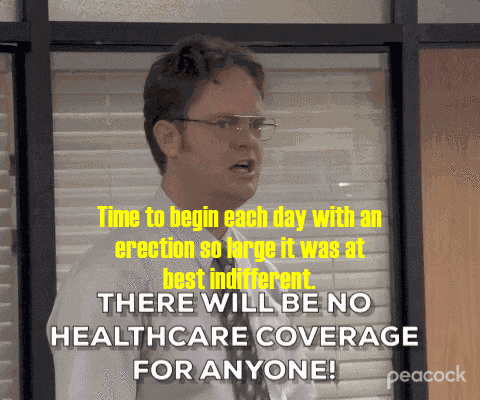 Time to begin each day with an
erection so large it was at
best indifferent.
THERE WILL BE NO
HEALTHCARE COVERAGE
FOR ANYONE!
peacock